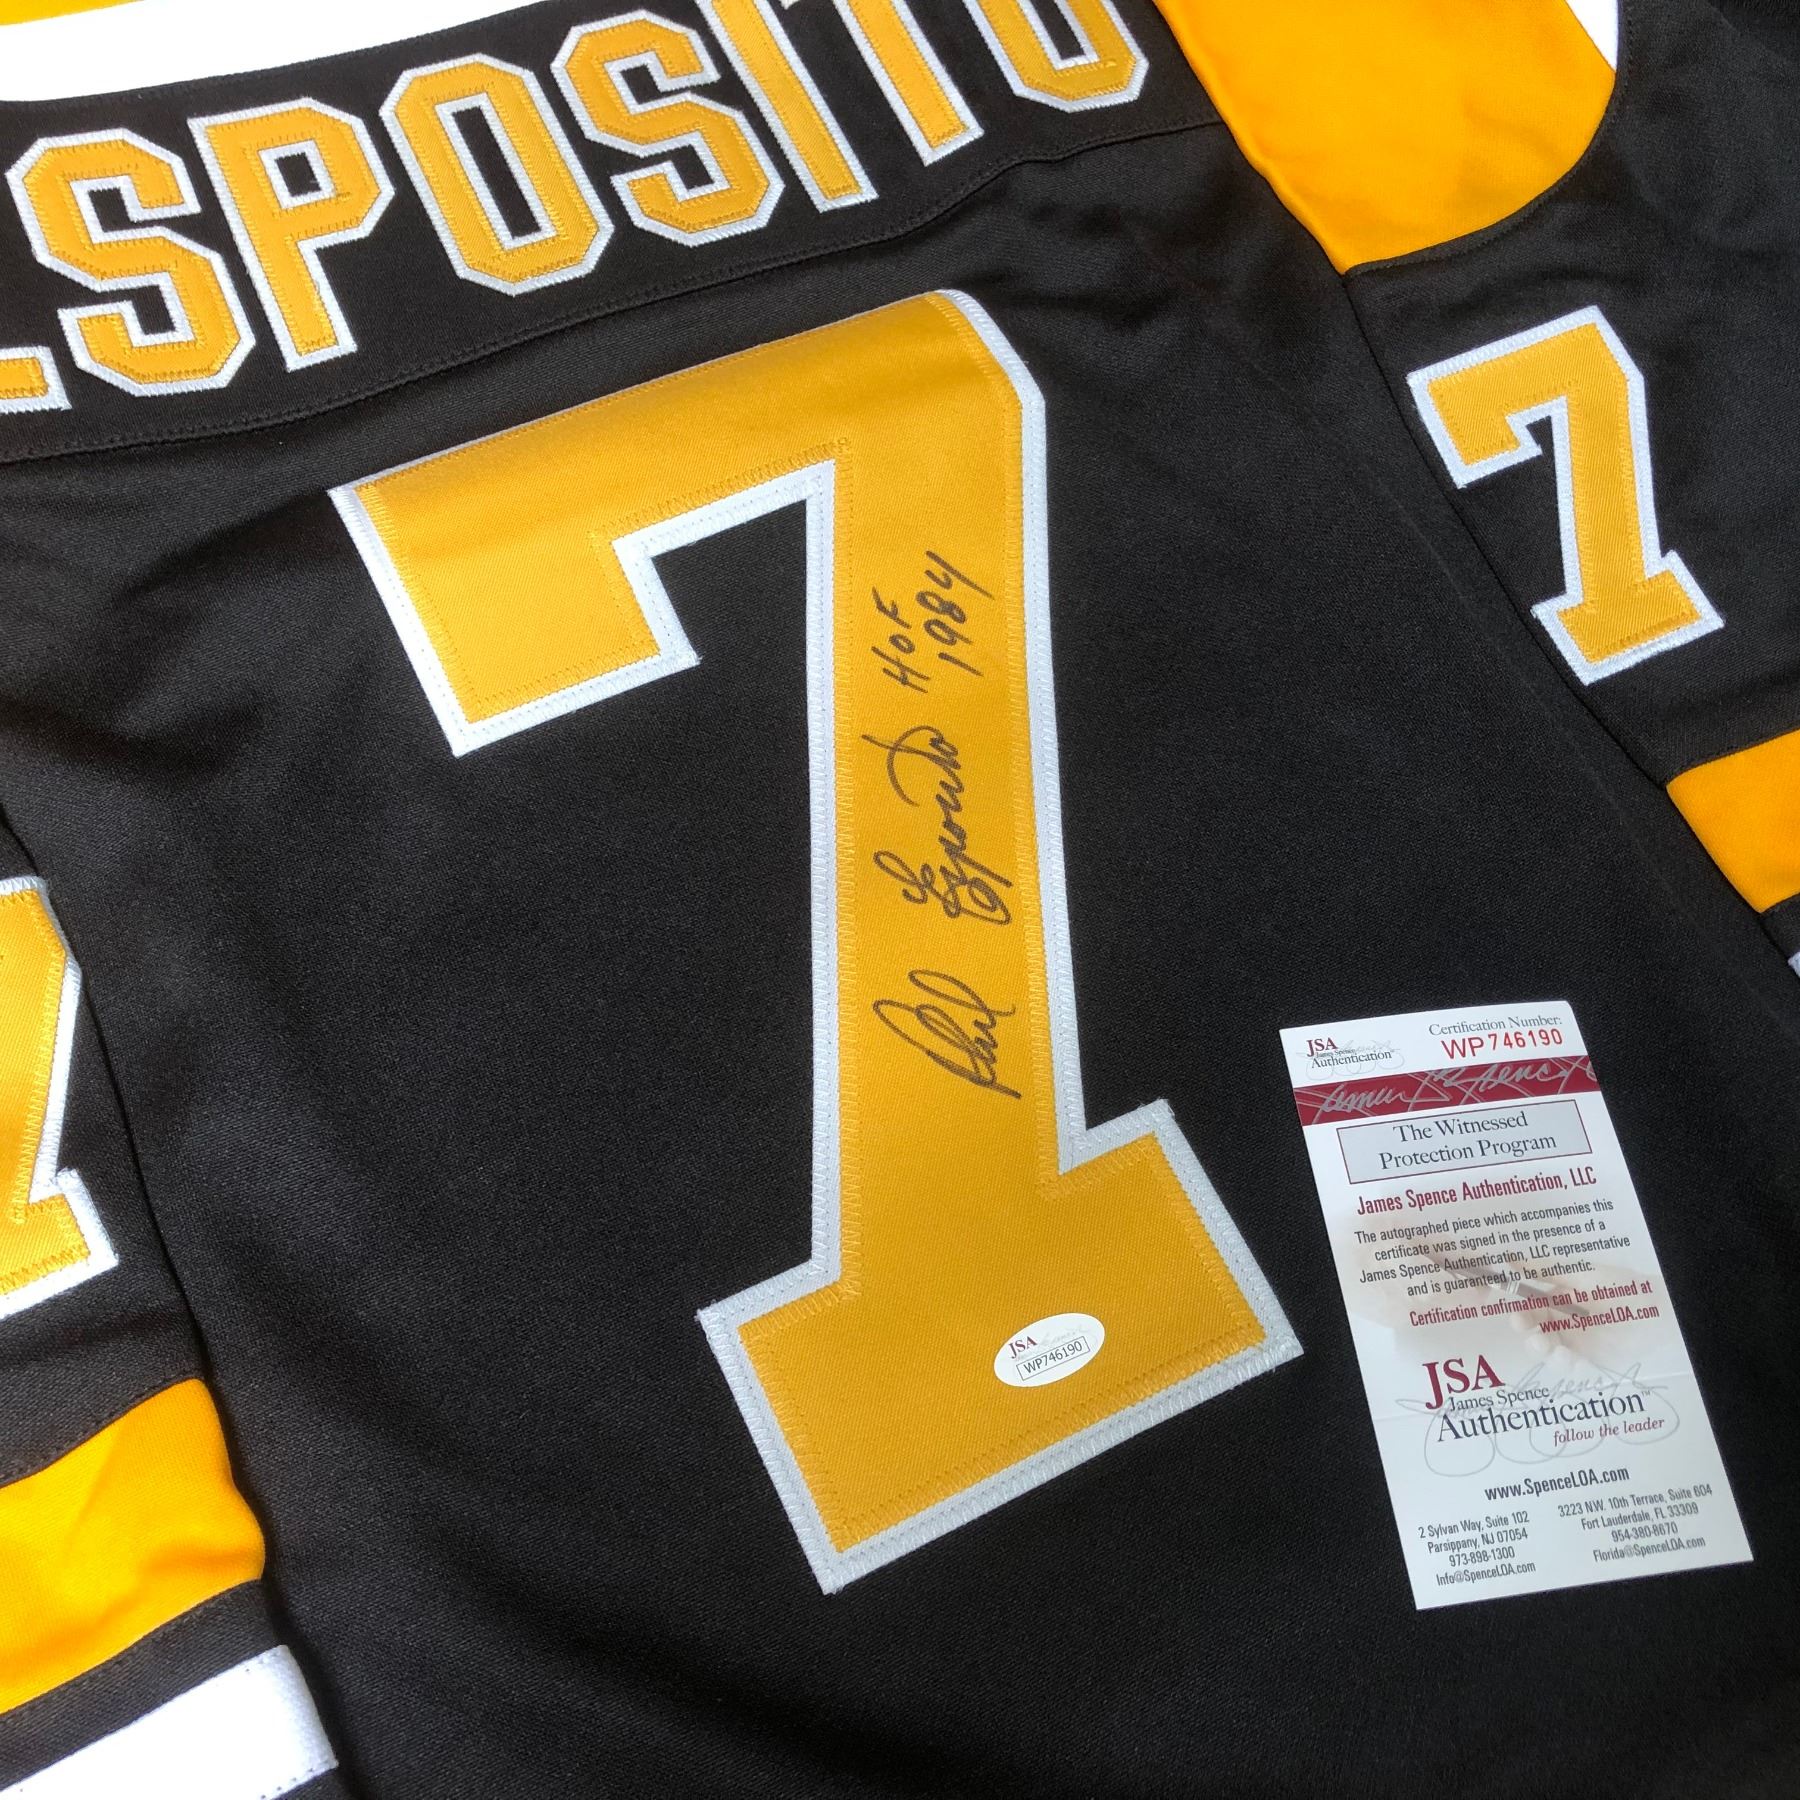 ESPOSITO
7
7
Phil Esposito HOF
1984
JSA
WP746190
JSA
James Spence
Authentication
Certification Number:
WP746190
James Spence
The Witnessed
Protection Program
James Spence Authentication, LLC
The autographed piece which accompanies this
certificate was signed in the presence of a
James Spence Authentication, LLC representative
and is guaranteed to be authentic.
Certification confirmation can be obtained at
www.SpenceLOA.com
JSA
James Spence
Authentication™
follow the leader
www.SpenceLOA.com
2 Sylvan Way, Suite 102
Parsippany, NJ 07054
973-898-1300
Info@SpenceLOA.com
3223 N.W. 10th Terrace, Suite 604
Fort Lauderdale, FL 33309
954-380-8670
Florida@SpenceLOA.com